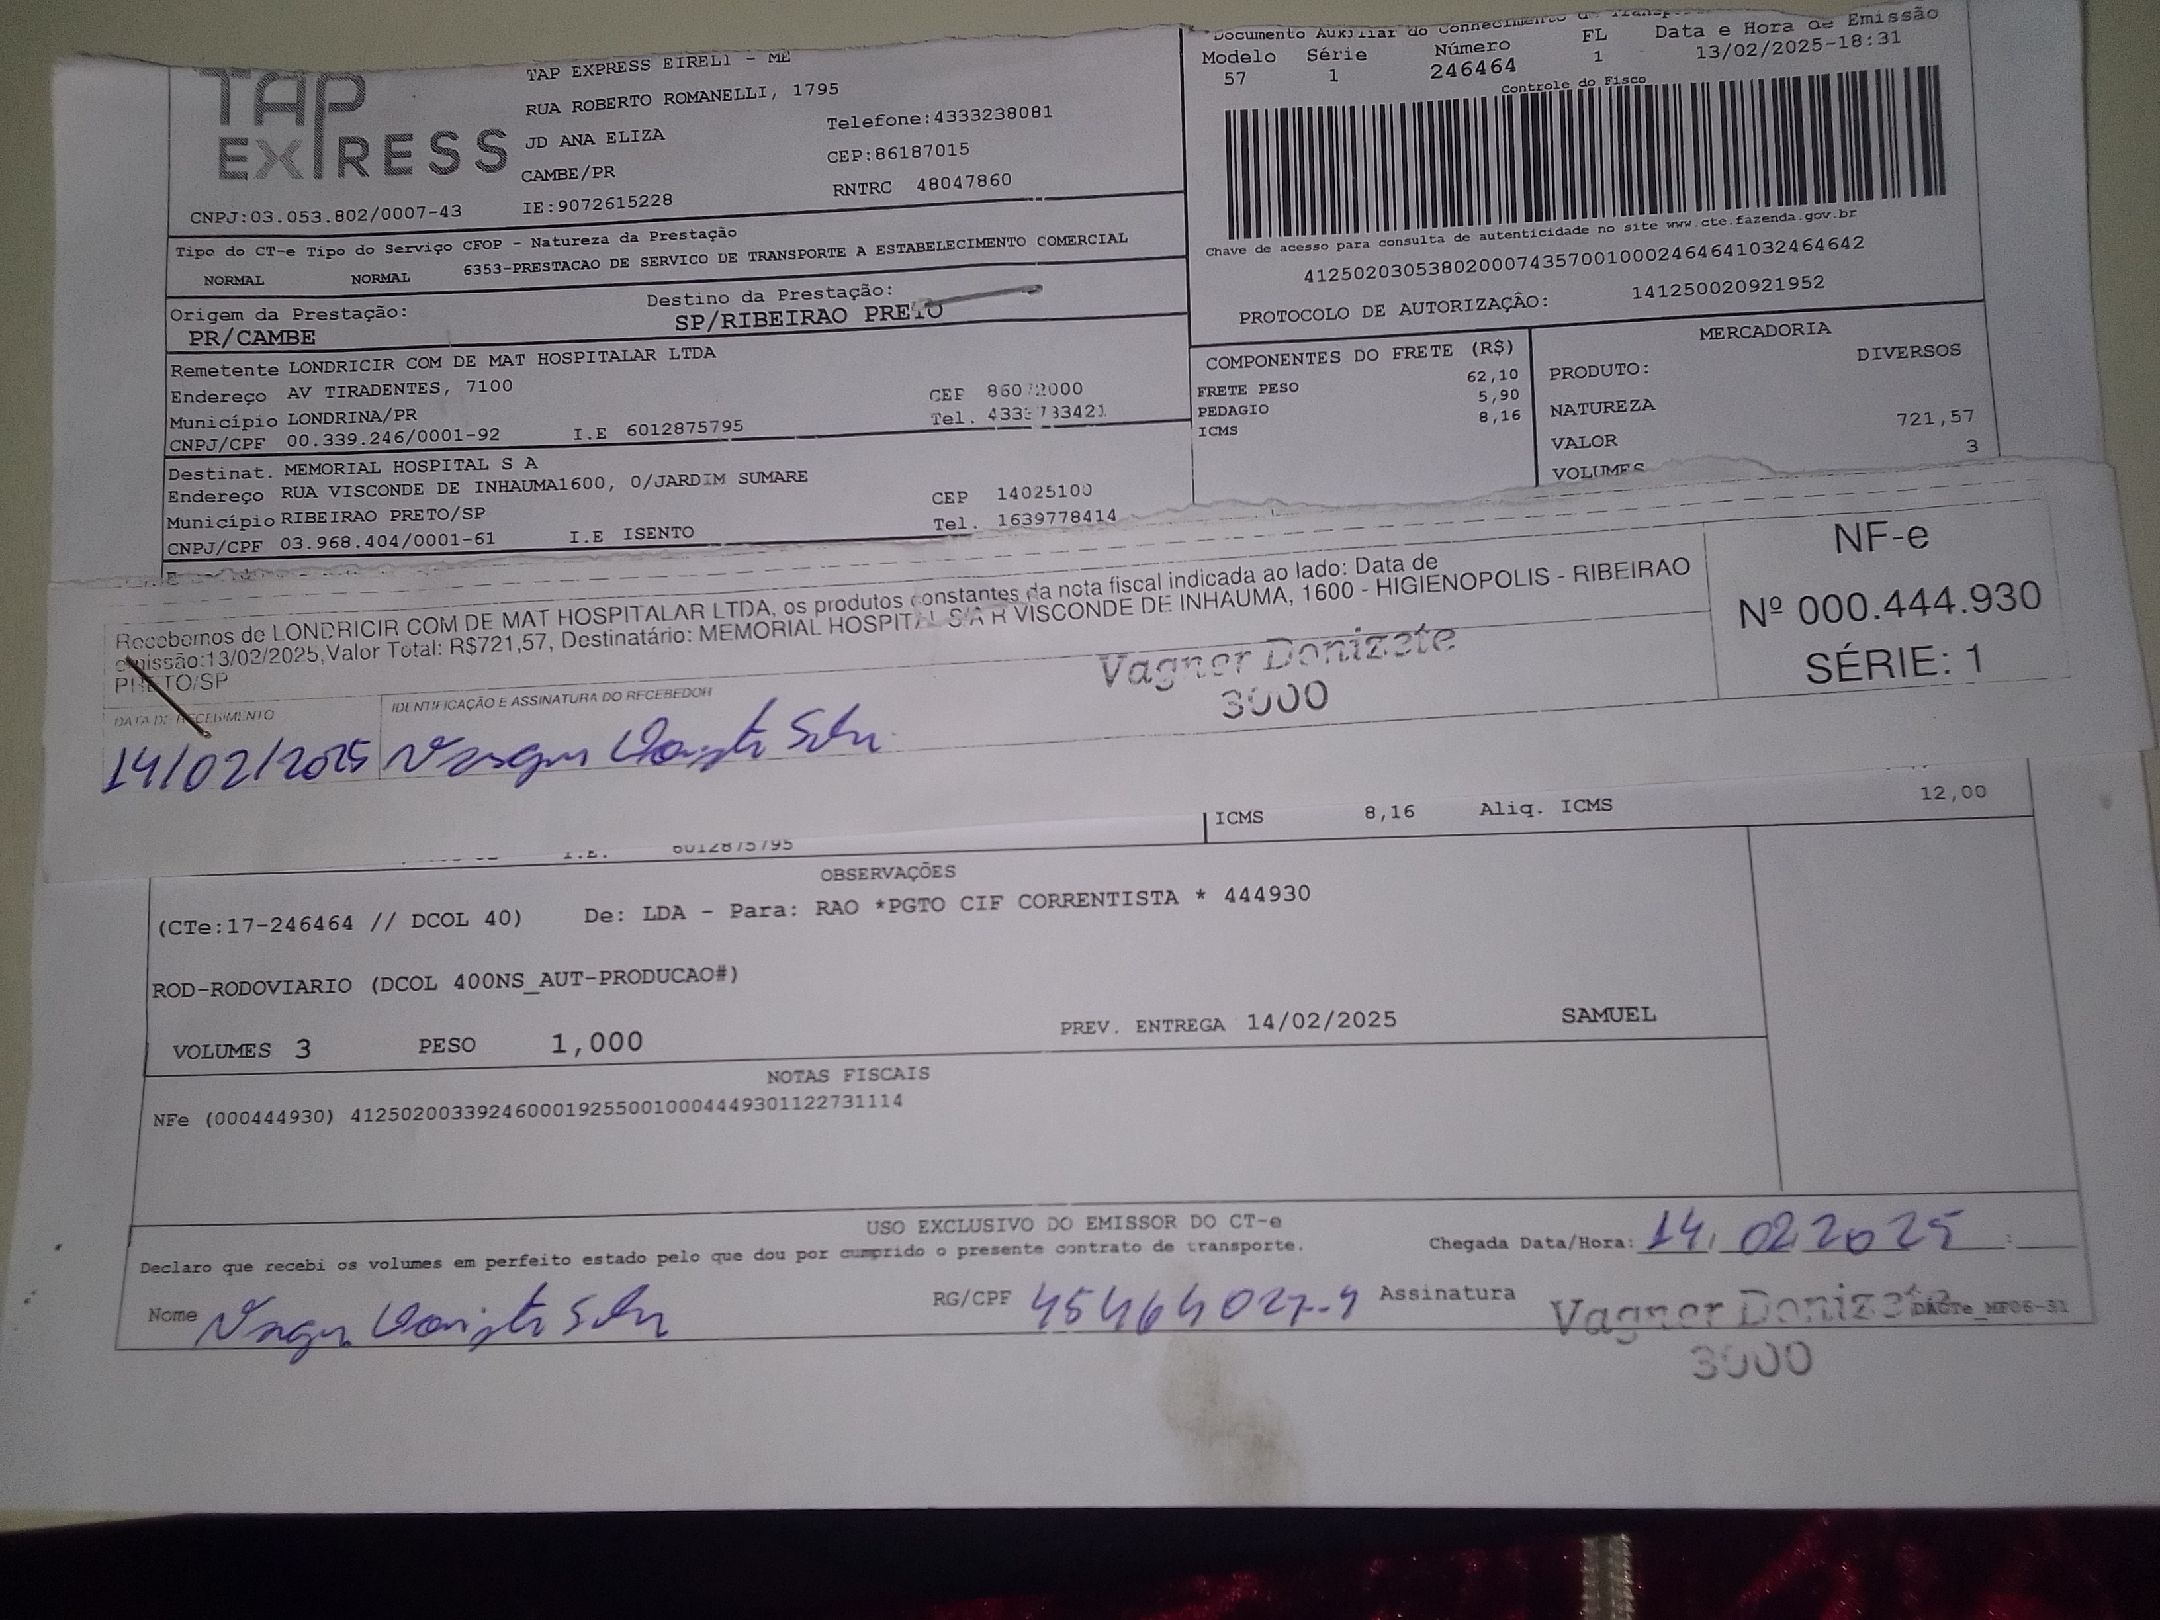 TAP EXPRESS
TAP EXPRESS EIRELI - ME
RUA ROBERTO ROMANELLI, 1795
JD ANA ELIZA
CAMBE/PR
Telefone:4333238081
CEP:86187015
RNTRC 48047860
CNPJ:03.053.802/0007-43 IE:9072615228
Documento Auxiliar do Conhecimento de
Modelo Série Número FL Data e Hora de Emissão
57 1 246464 1 13/02/2025-18:31
Controle do Fisco
Chave de acesso para consulta de autenticidade no site www.cte.fazenda.gov.br
41250203053802000743570010002464641032464642
PROTOCOLO DE AUTORIZAÇÃO: 141250020921952
Tipo do CT-e Tipo do Serviço CFOP - Natureza da Prestação
NORMAL NORMAL 6353-PRESTACAO DE SERVICO DE TRANSPORTE A ESTABELECIMENTO COMERCIAL
Origem da Prestação: Destino da Prestação:
PR/CAMBE SP/RIBEIRAO PRETO
Remetente LONDRICIR COM DE MAT HOSPITALAR LTDA
Endereço AV TIRADENTES, 7100 CEP 86072000
Município LONDRINA/PR Tel.
CNPJ/CPF 00.339.246/0001-92 I.E 6012875795
Destinat. MEMORIAL HOSPITAL S A
Endereço RUA VISCONDE DE INHAUMA1600, 0/JARDIM SUMARE CEP 14025100
Município RIBEIRAO PRETO/SP Tel. 1639778414
CNPJ/CPF 03.968.404/0001-61 I.E ISENTO
COMPONENTES DO FRETE (R$)
FRETE PESO 62,10
PEDAGIO 5,90
ICMS 8,16
MERCADORIA
PRODUTO: DIVERSOS
NATUREZA
VALOR 721,57
VOLUMES 3
Recebemos de LONDRICIR COM DE MAT HOSPITALAR LTDA, os produtos constantes da nota fiscal indicada ao lado: Data de
emissão:13/02/2025,Valor Total: R$721,57, Destinatário: MEMORIAL HOSPITAL S/A R VISCONDE DE INHAUMA, 1600 - HIGIENOPOLIS - RIBEIRAO
PRETO/SP
NF-e
Nº 000.444.930
SÉRIE: 1
DATA DE RECEBIMENTO IDENTIFICAÇÃO E ASSINATURA DO RECEBEDOR
14/02/2025
Vagner Donizete
3000
ICMS 8,16 Aliq. ICMS 12,00
I.E. 6012875795
OBSERVAÇÕES
(CTe:17-246464 // DCOL 40) De: LDA - Para: RAO *PGTO CIF CORRENTISTA * 444930
ROD-RODOVIARIO (DCOL 400NS_AUT-PRODUCAO#)
VOLUMES 3 PESO 1,000 PREV. ENTREGA 14/02/2025 SAMUEL
NOTAS FISCAIS
NFe (000444930) 41250200339246000192550010004449301122731114
USO EXCLUSIVO DO EMISSOR DO CT-e
Declaro que recebi os volumes em perfeito estado pelo que dou por cumprido o presente contrato de transporte.
Chegada Data/Hora: 14.02.2025 :
Nome RG/CPF Assinatura
Vagner Donizete
3000
DACTe_MF06-31